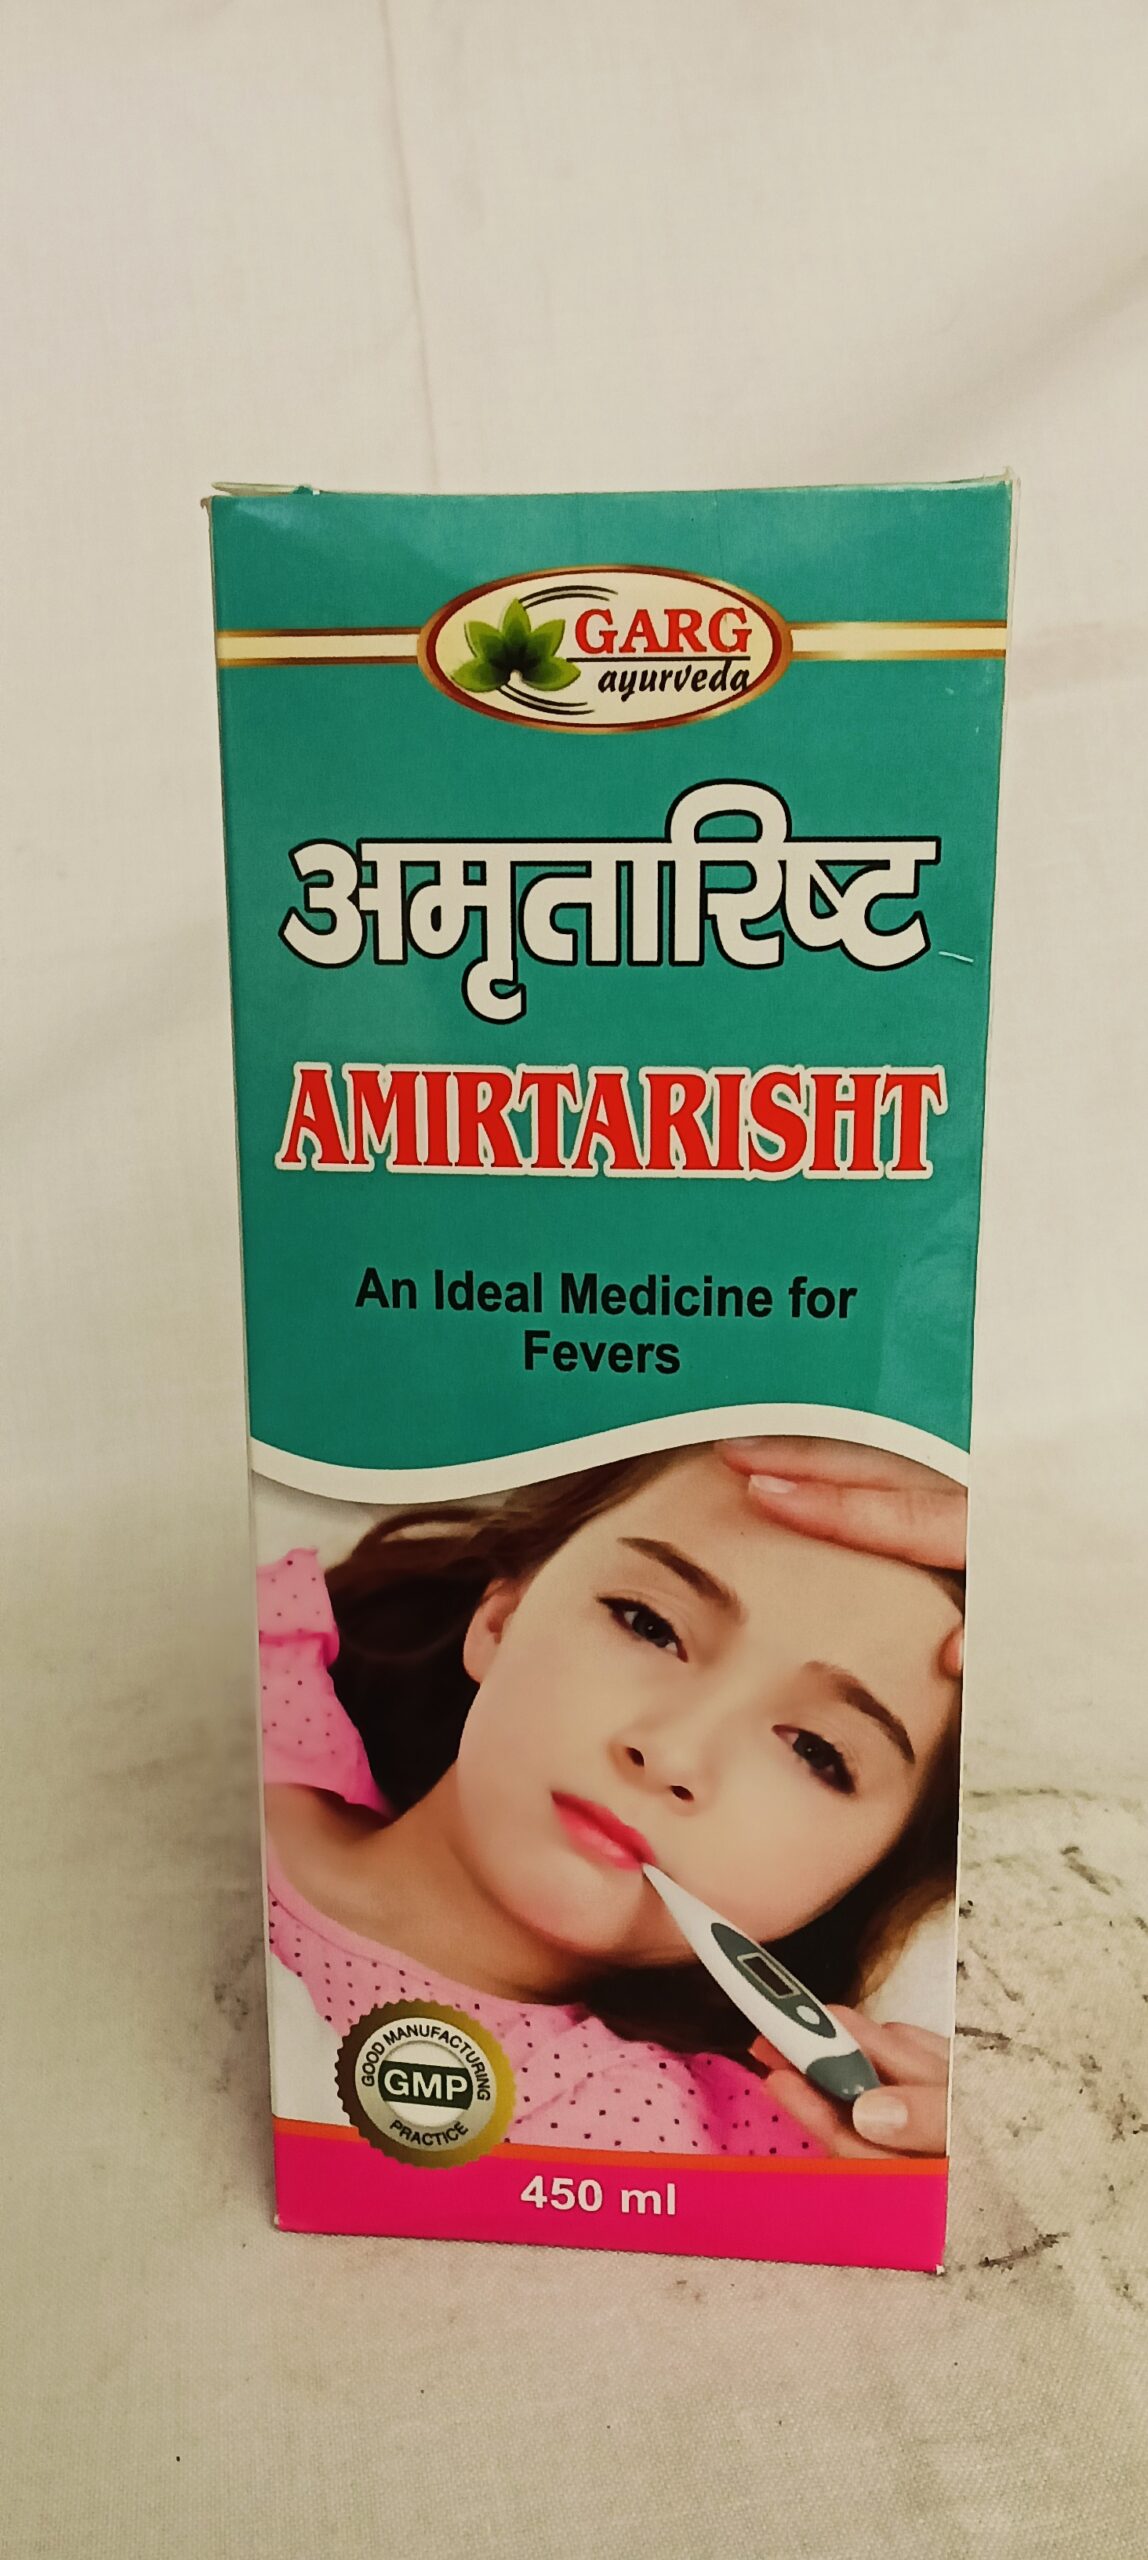 GARG
ayurveda
अमृतारिष्ट
AMIRTARISHT
An Ideal Medicine for
Fevers
GOOD MANUFACTURING
GMP
PRACTICE
450 ml